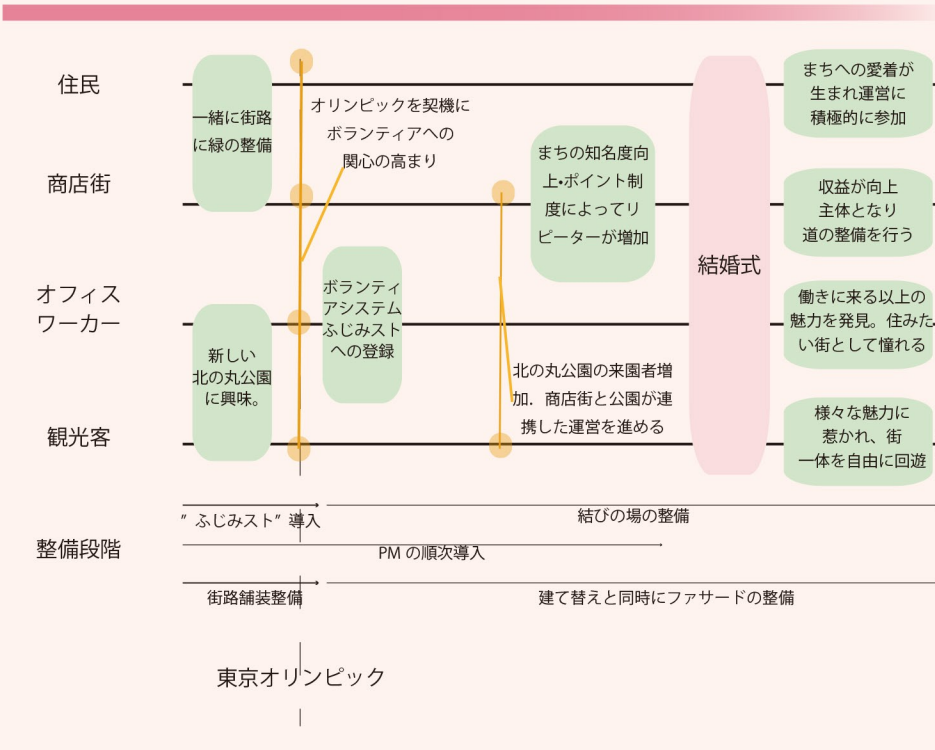 住民
商店街
オフィス
ワーカー
観光客
一緒に街路
に緑の整備
新しい
北の丸公園
に興味。
オリンピックを契機に
ボランティアへの
関心の高まり
ボランティ
アシステム
ふじみスト
への登録
まちの知名度向
上・ポイント制
度によってリ
ピーターが増加
北の丸公園の来園者増
加．商店街と公園が連
携した運営を進める
結婚式
まちへの愛着が
生まれ運営に
積極的に参加
収益が向上
主体となり
道の整備を行う
働きに来る以上の
魅力を発見。住みた
い街として憧れる
様々な魅力に
惹かれ、街
一体を自由に回遊
整備段階
”ふじみスト”導入
結びの場の整備
PM の順次導入
街路舗装整備
建て替えと同時にファサードの整備
東京オリンピック